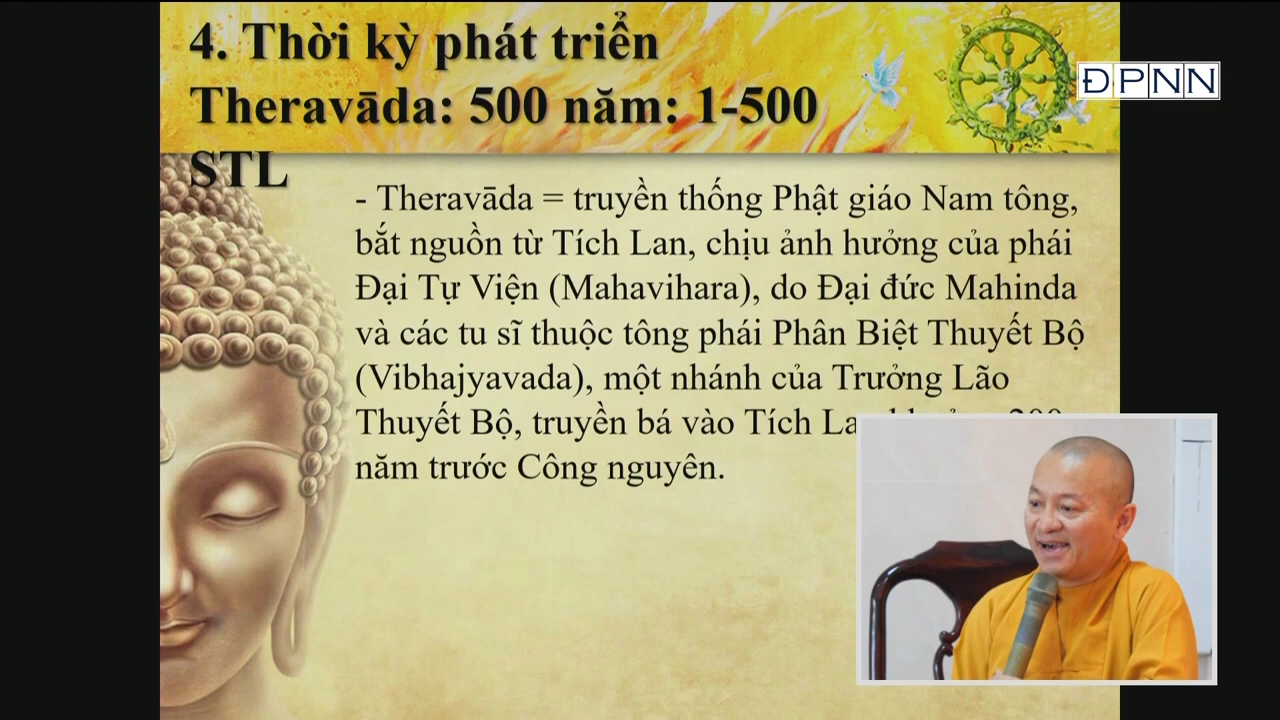 4. Thời kỳ phát triển
Theravāda: 500 năm: 1-500
STL
ĐPNN
- Theravāda = truyền thống Phật giáo Nam tông,
bắt nguồn từ Tích Lan, chịu ảnh hưởng của phái
Đại Tự Viện (Mahavihara), do Đại đức Mahinda
và các tu sĩ thuộc tông phái Phân Biệt Thuyết Bộ
(Vibhajyavada), một nhánh của Trưởng Lão
Thuyết Bộ, truyền bá vào Tích
năm trước Công nguyên.